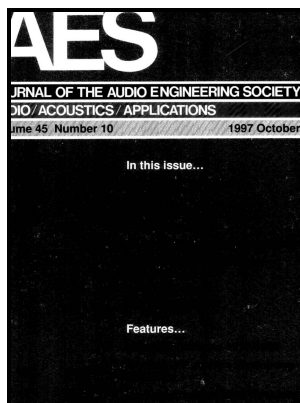 AES
URNAL OF THE AUDIO ENGINEERING SOCIETY
DIO/ACOUSTICS/APPLICATIONS
ume 45 Number 10 1997 October
In this issue...
Features...